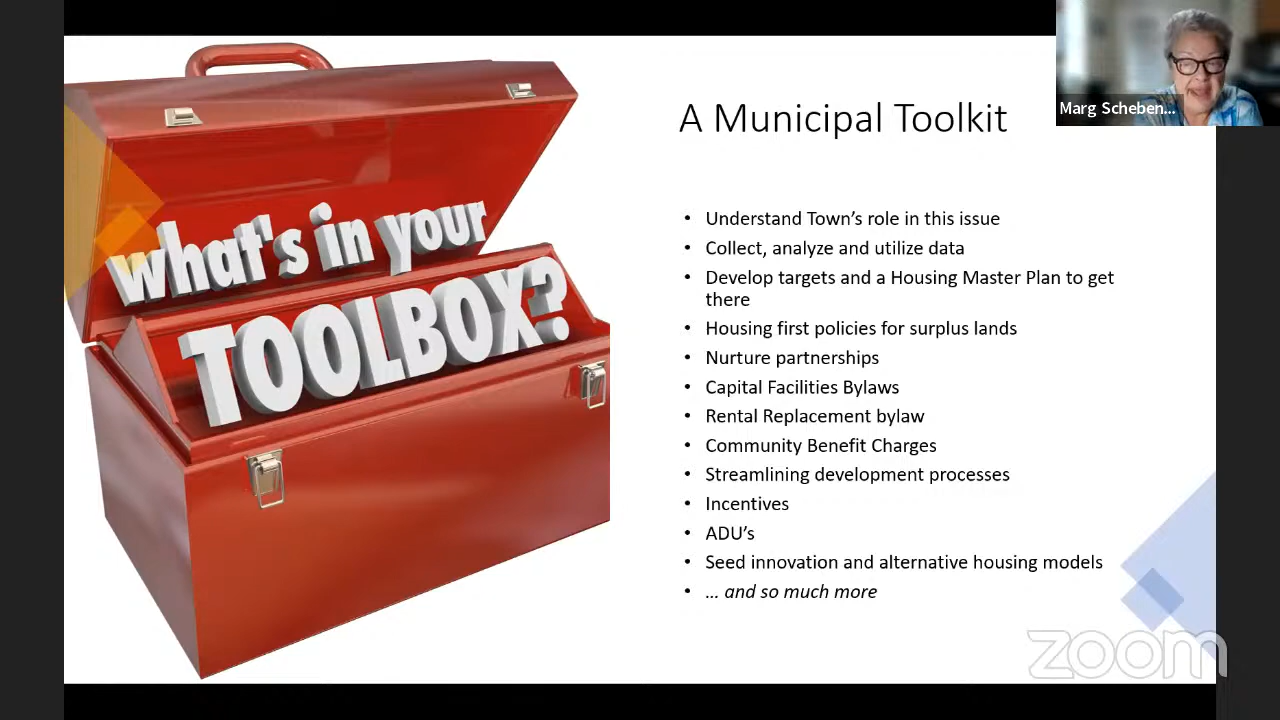 what's in your
TOOLBOX?
A Municipal Toolkit
Marg Scheben...
• Understand Town’s role in this issue
• Collect, analyze and utilize data
• Develop targets and a Housing Master Plan to get
there
• Housing first policies for surplus lands
• Nurture partnerships
• Capital Facilities Bylaws
• Rental Replacement bylaw
• Community Benefit Charges
• Streamlining development processes
• Incentives
• ADU’s
• Seed innovation and alternative housing models
• … and so much more
zoom